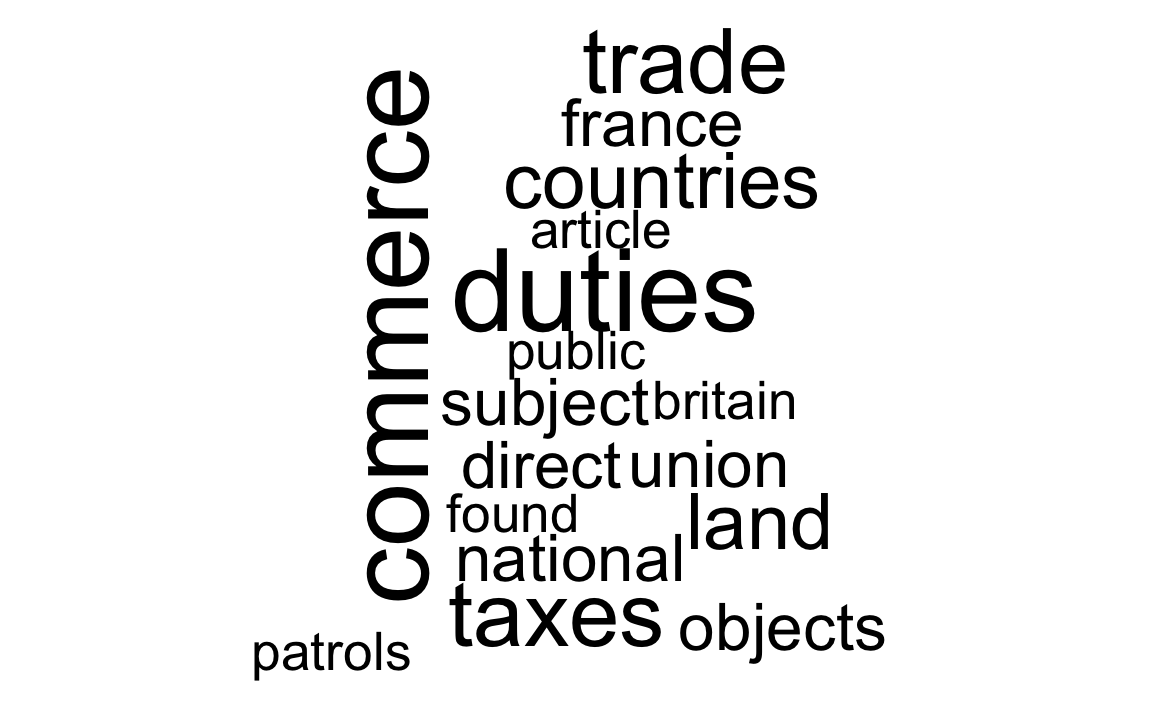 commerce
trade
france
countries
article
duties
public
subject britain
direct union
found land
national
taxes objects
patrols